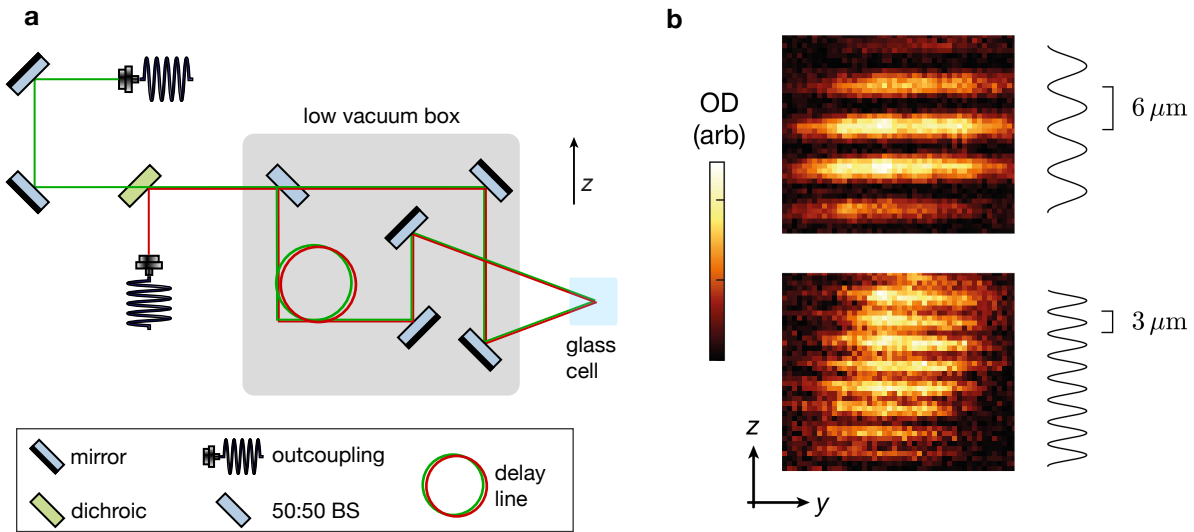 a
low vacuum box
z
glass
cell
mirror
outcoupling
delay
line
dichroic
50:50 BS
b
OD
(arb)
6 μm
3 μm
z
y